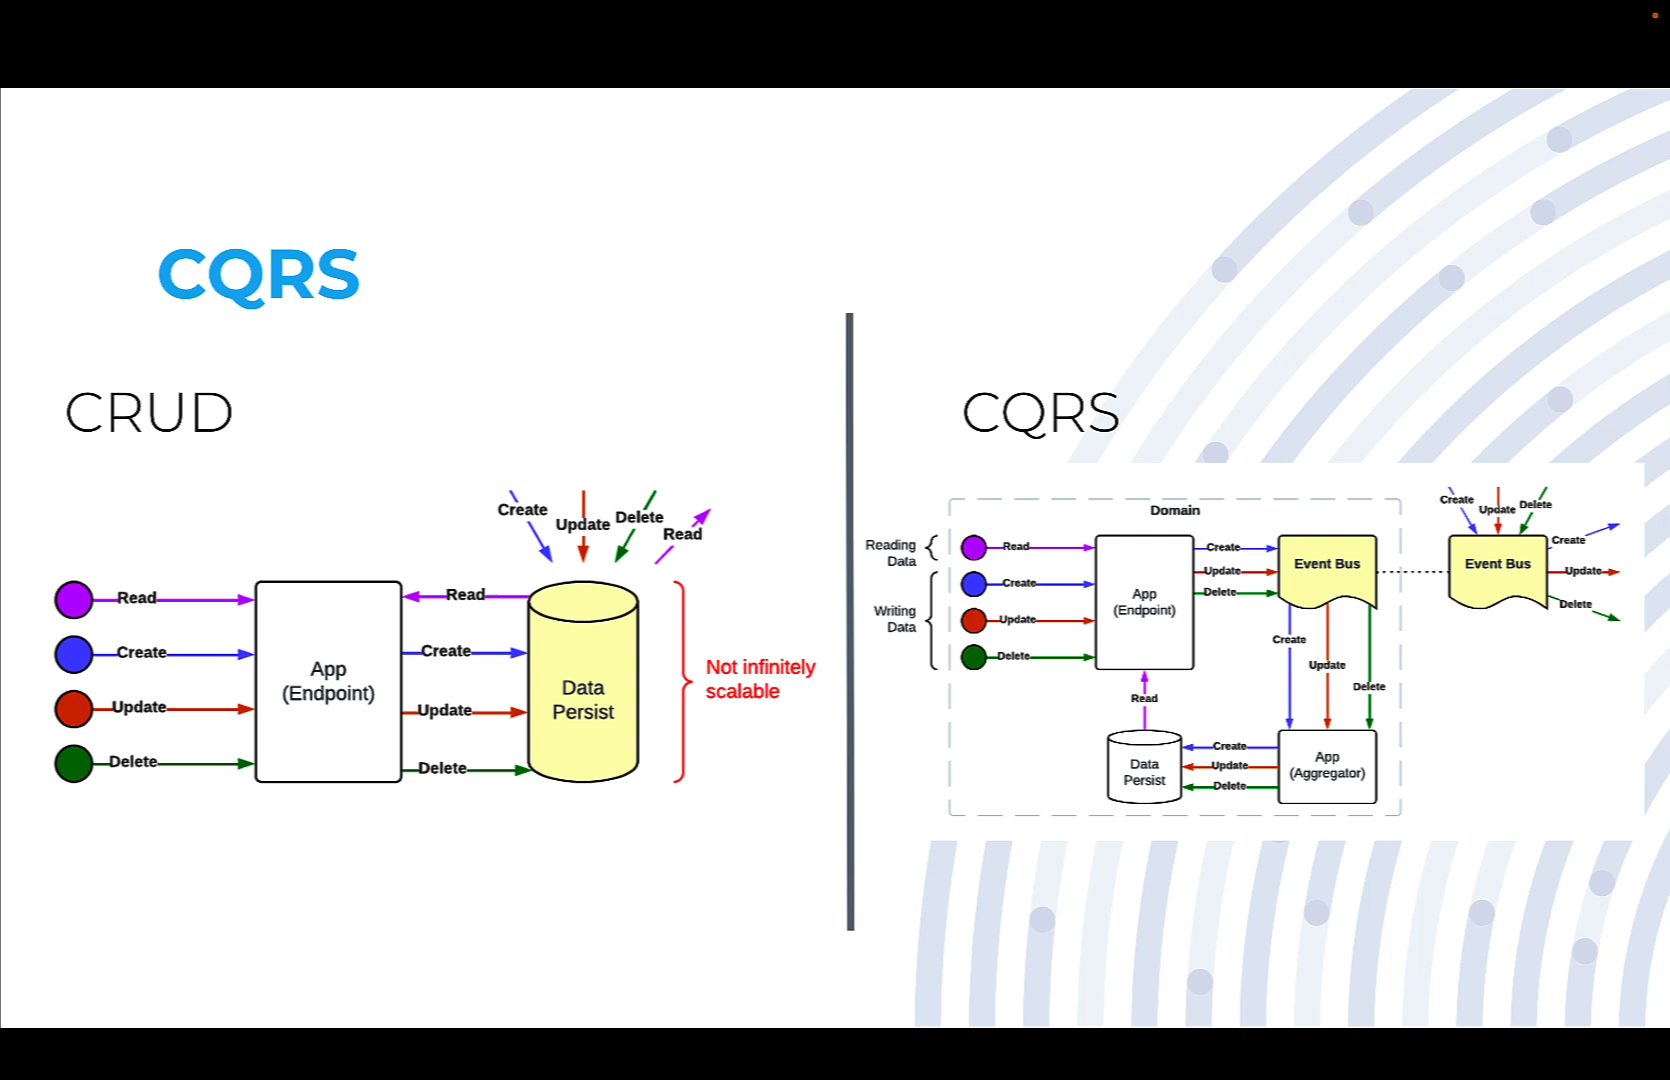 CQRS
CRUD
Create
Update
Delete
Read
Read
Create
Update
Delete
App
(Endpoint)
Read
Create
Update
Delete
Data
Persist
Not infinitely
scalable
CQRS
Domain
Reading
Data
Writing
Data
Read
Create
Update
Delete
App
(Endpoint)
Create
Update
Delete
Event Bus
Create
Update
Delete
App
(Aggregator)
Create
Update
Delete
Data
Persist
Read
Create
Update
Delete
Event Bus
Create
Update
Delete